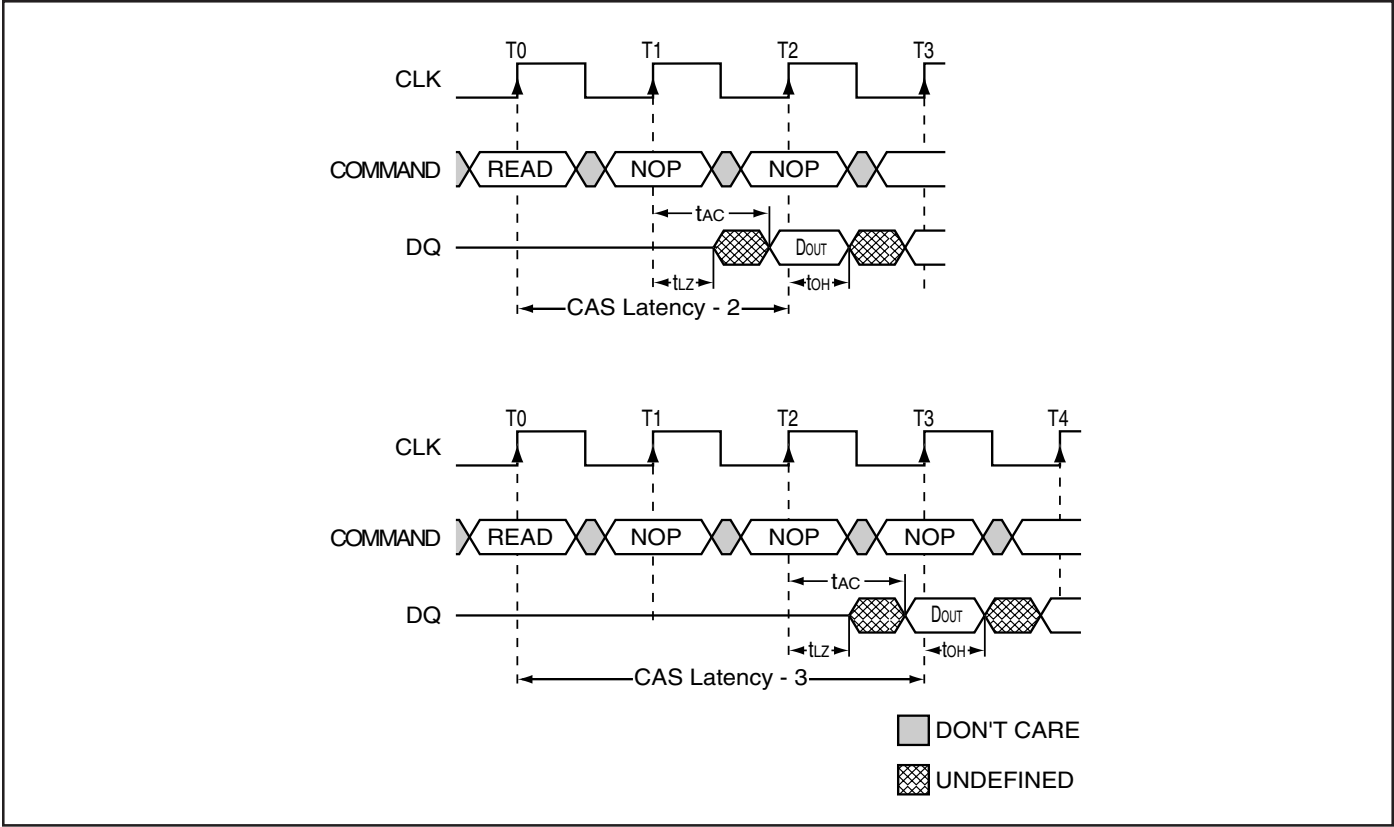 T0 T1 T2 T3
CLK
COMMAND READ NOP NOP
tAC
DQ DOUT
tLZ tOH
CAS Latency - 2
T0 T1 T2 T3 T4
CLK
COMMAND READ NOP NOP NOP
tAC
DQ DOUT
tLZ tOH
CAS Latency - 3
DON'T CARE
UNDEFINED